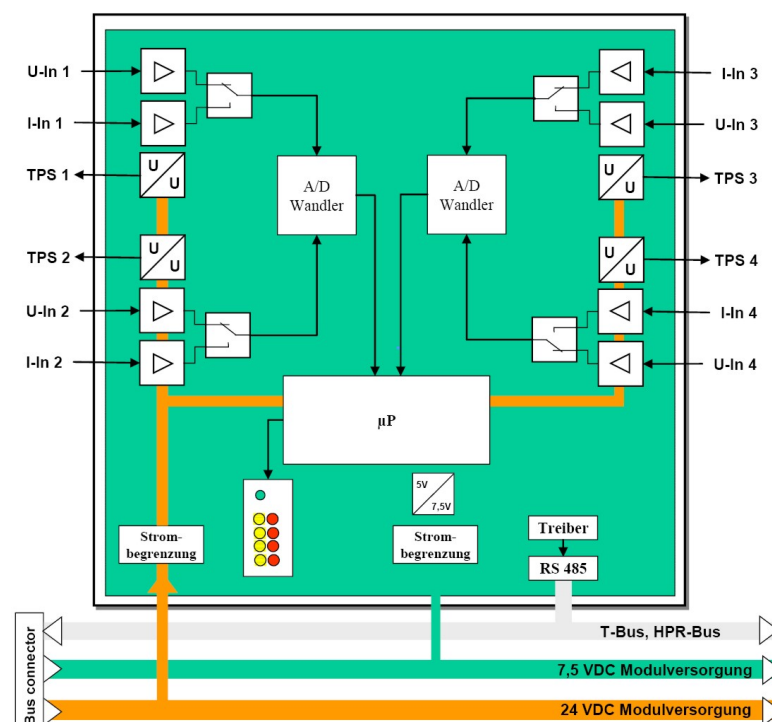 U-In 1
I-In 1
TPS 1
TPS 2
U-In 2
I-In 2
I-In 3
U-In 3
TPS 3
TPS 4
I-In 4
U-In 4
U
U
U
U
U
U
U
U
A/D
Wandler
A/D
Wandler
µP
5V
7,5V
Strom-
begrenzung
Strom-
begrenzung
Treiber
RS 485
Bus connector
T-Bus, HPR-Bus
7,5 VDC Modulversorgung
24 VDC Modulversorgung